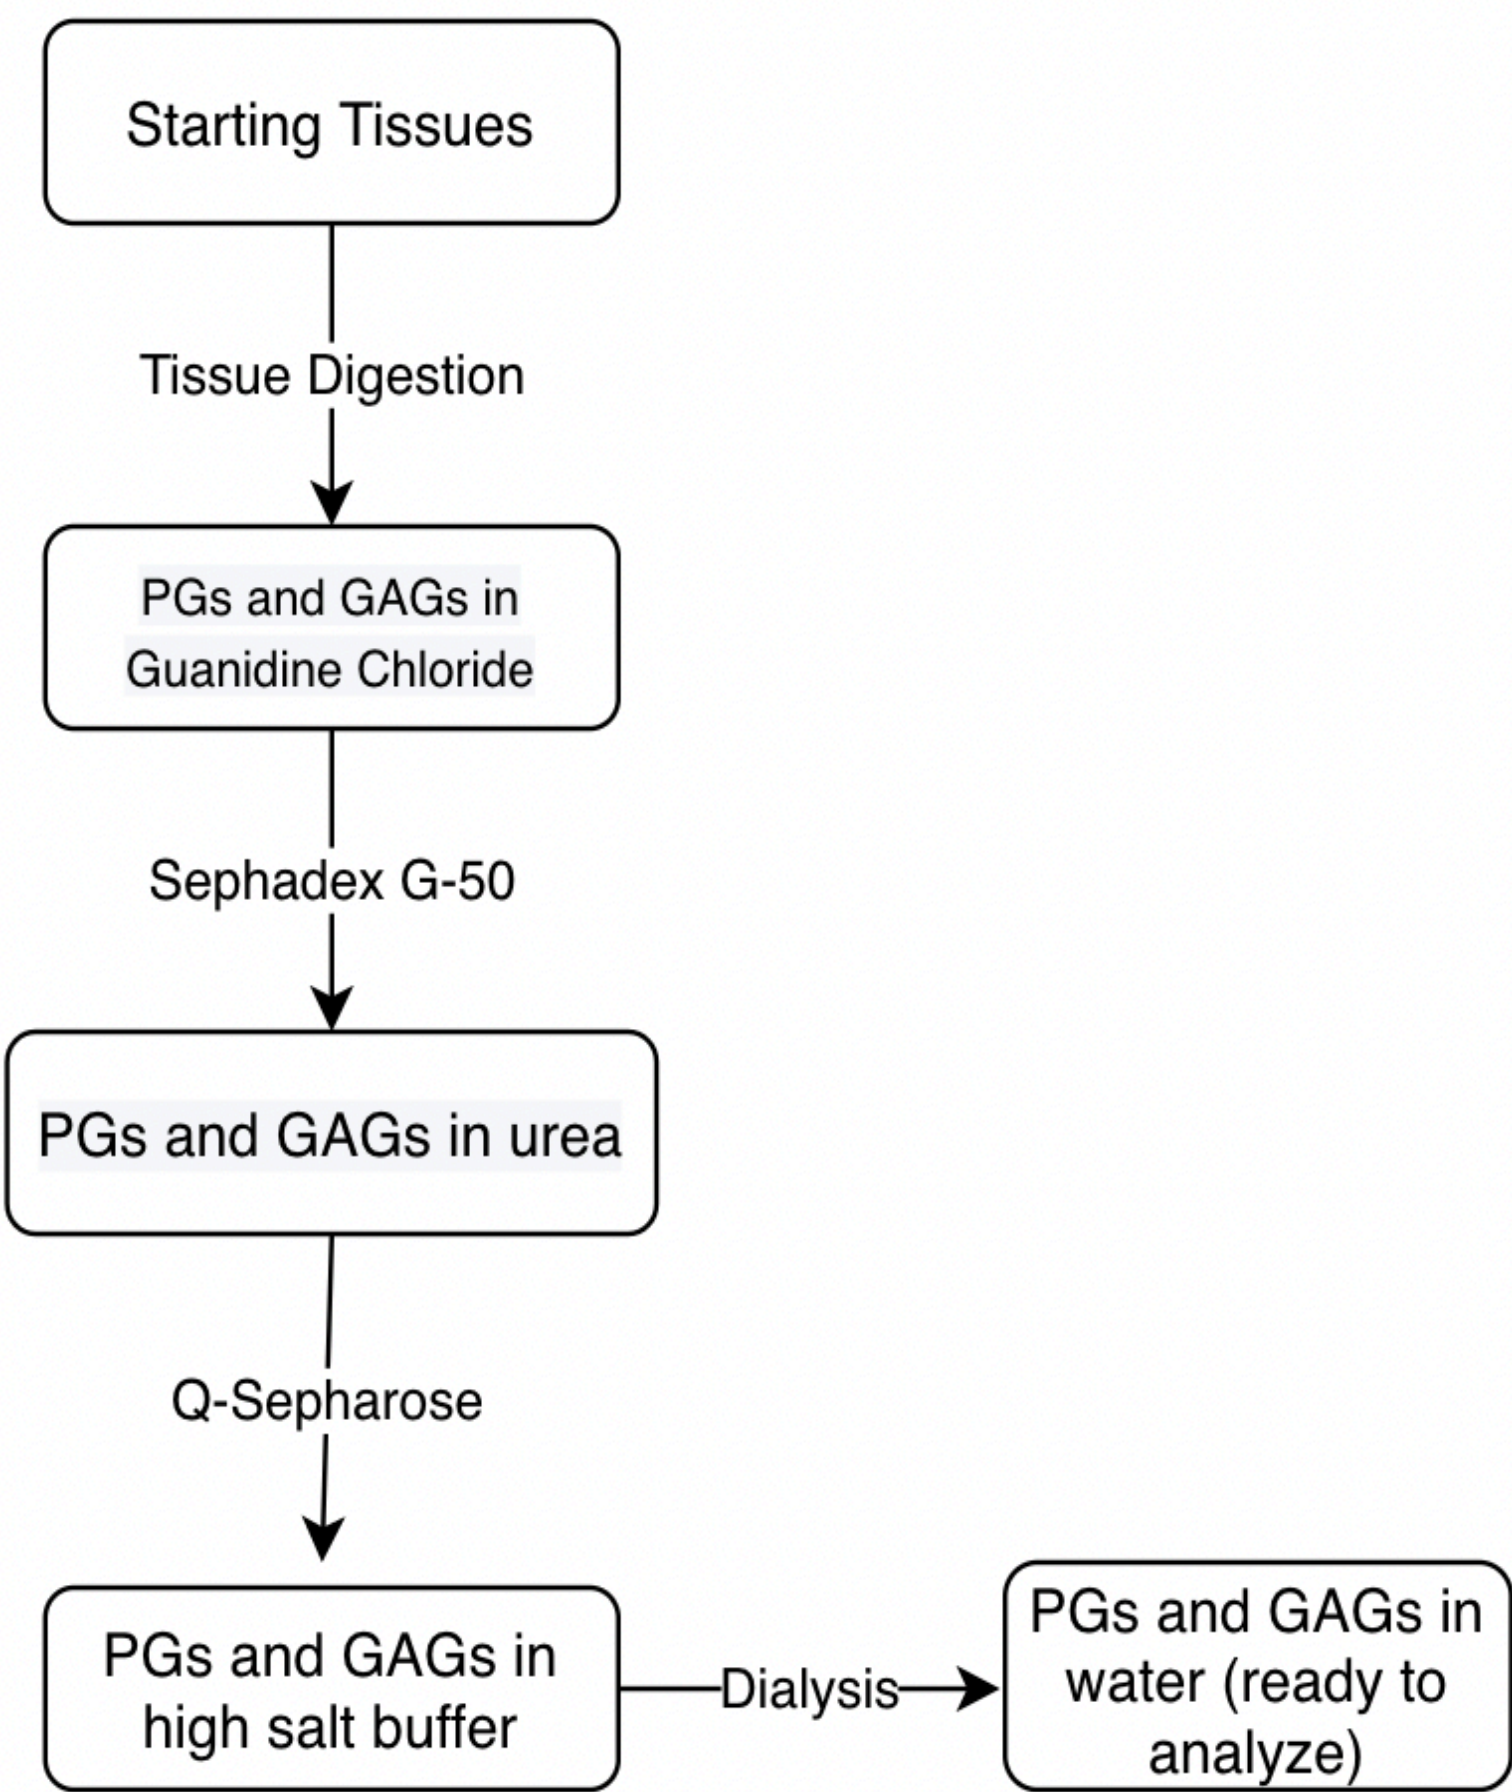 Starting Tissues
Tissue Digestion
PGs and GAGs in
Guanidine Chloride
Sephadex G-50
PGs and GAGs in urea
Q-Sepharose
PGs and GAGs in
high salt buffer
Dialysis
PGs and GAGs in
water (ready to
analyze)